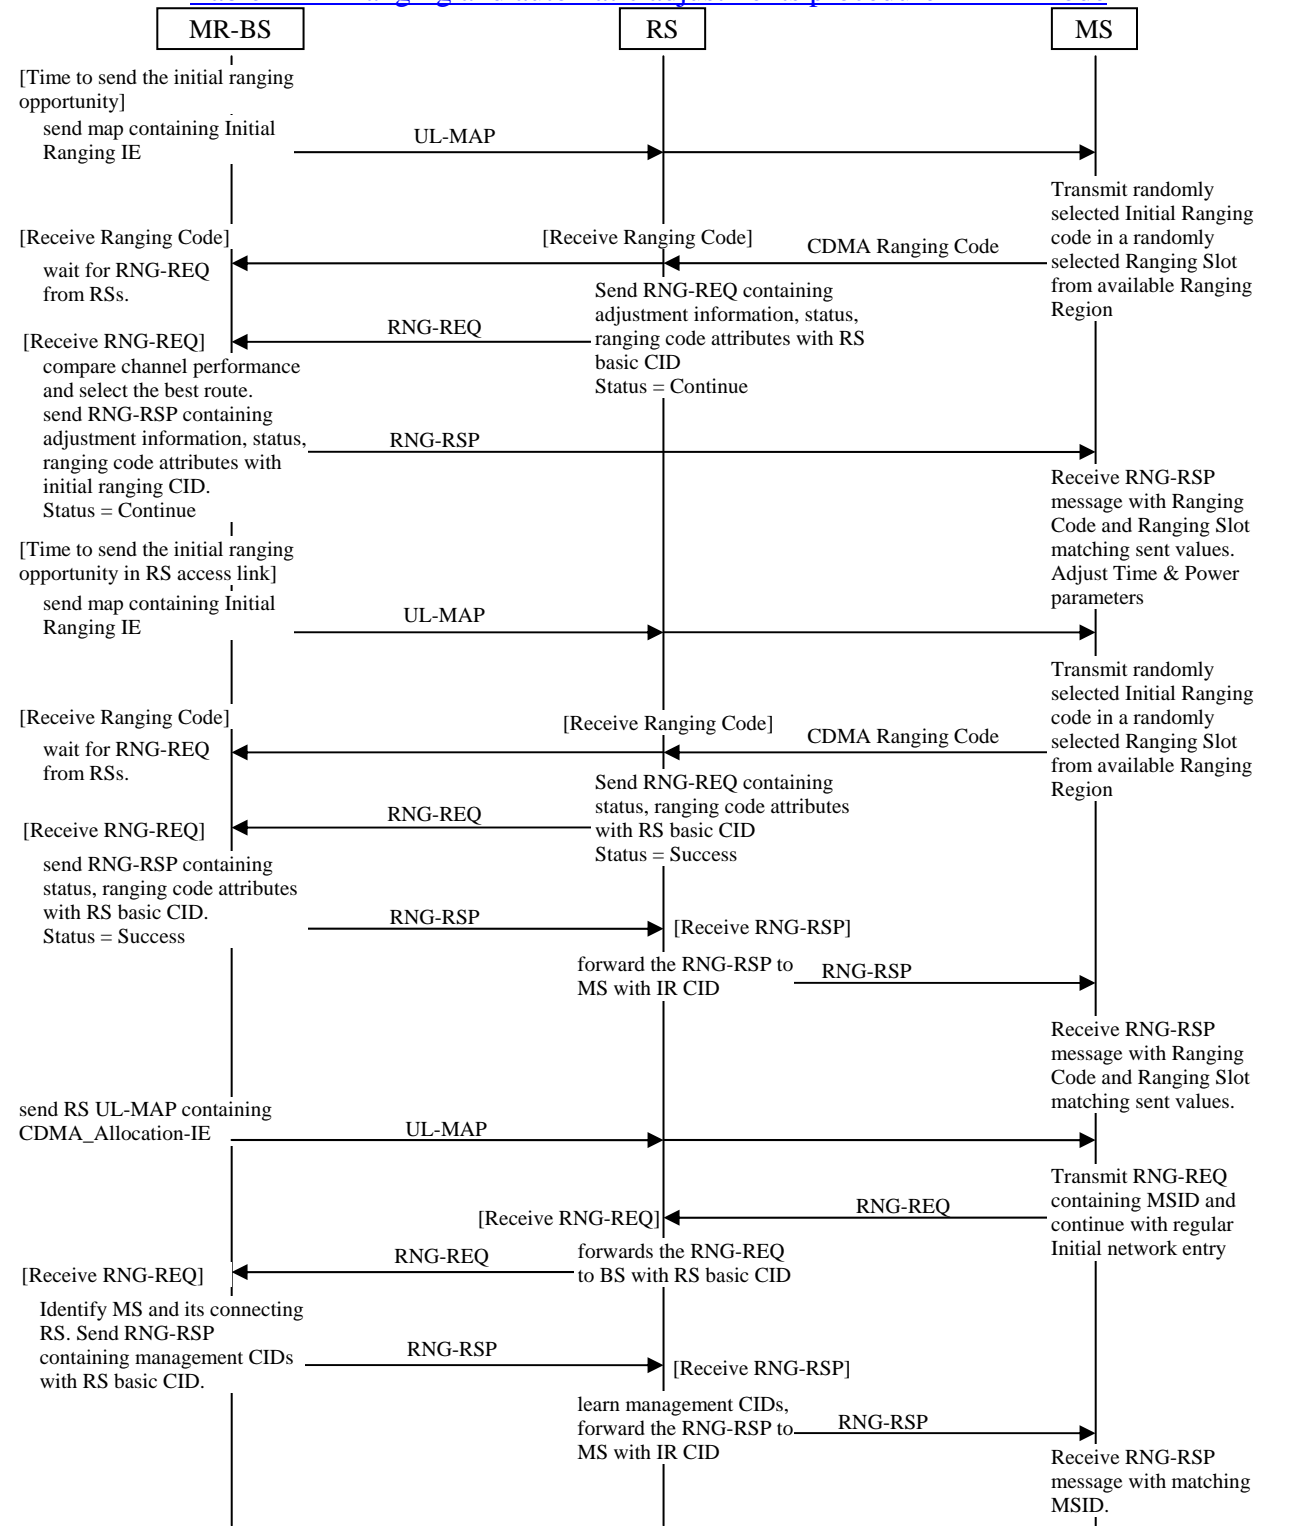 MR-BS RS MS
[Time to send the initial ranging
opportunity]
send map containing Initial
Ranging IE
UL-MAP
Transmit randomly
selected Initial Ranging
code in a randomly
selected Ranging Slot
from available Ranging
Region
[Receive Ranging Code]
[Receive Ranging Code]
CDMA Ranging Code
wait for RNG-REQ
from RSs.
Send RNG-REQ containing
adjustment information, status,
ranging code attributes with RS
basic CID
Status = Continue
RNG-REQ
[Receive RNG-REQ]
compare channel performance
and select the best route.
send RNG-RSP containing
adjustment information, status,
ranging code attributes with
initial ranging CID.
Status = Continue
RNG-RSP
Receive RNG-RSP
message with Ranging
Code and Ranging Slot
matching sent values.
Adjust Time & Power
parameters
[Time to send the initial ranging
opportunity in RS access link]
send map containing Initial
Ranging IE
UL-MAP
Transmit randomly
selected Initial Ranging
code in a randomly
selected Ranging Slot
from available Ranging
Region
[Receive Ranging Code]
[Receive Ranging Code]
CDMA Ranging Code
wait for RNG-REQ
from RSs.
Send RNG-REQ containing
status, ranging code attributes
with RS basic CID
Status = Success
RNG-REQ
[Receive RNG-REQ]
send RNG-RSP containing
status, ranging code attributes
with RS basic CID.
Status = Success
RNG-RSP
[Receive RNG-RSP]
forward the RNG-RSP to
MS with IR CID
RNG-RSP
Receive RNG-RSP
message with Ranging
Code and Ranging Slot
matching sent values.
send RS UL-MAP containing
CDMA_Allocation-IE
UL-MAP
Transmit RNG-REQ
containing MSID and
continue with regular
Initial network entry
RNG-REQ
[Receive RNG-REQ]
forwards the RNG-REQ
to BS with RS basic CID
RNG-REQ
[Receive RNG-REQ]
Identify MS and its connecting
RS. Send RNG-RSP
containing management CIDs
with RS basic CID.
RNG-RSP
[Receive RNG-RSP]
learn management CIDs,
forward the RNG-RSP to
MS with IR CID
RNG-RSP
Receive RNG-RSP
message with matching
MSID.